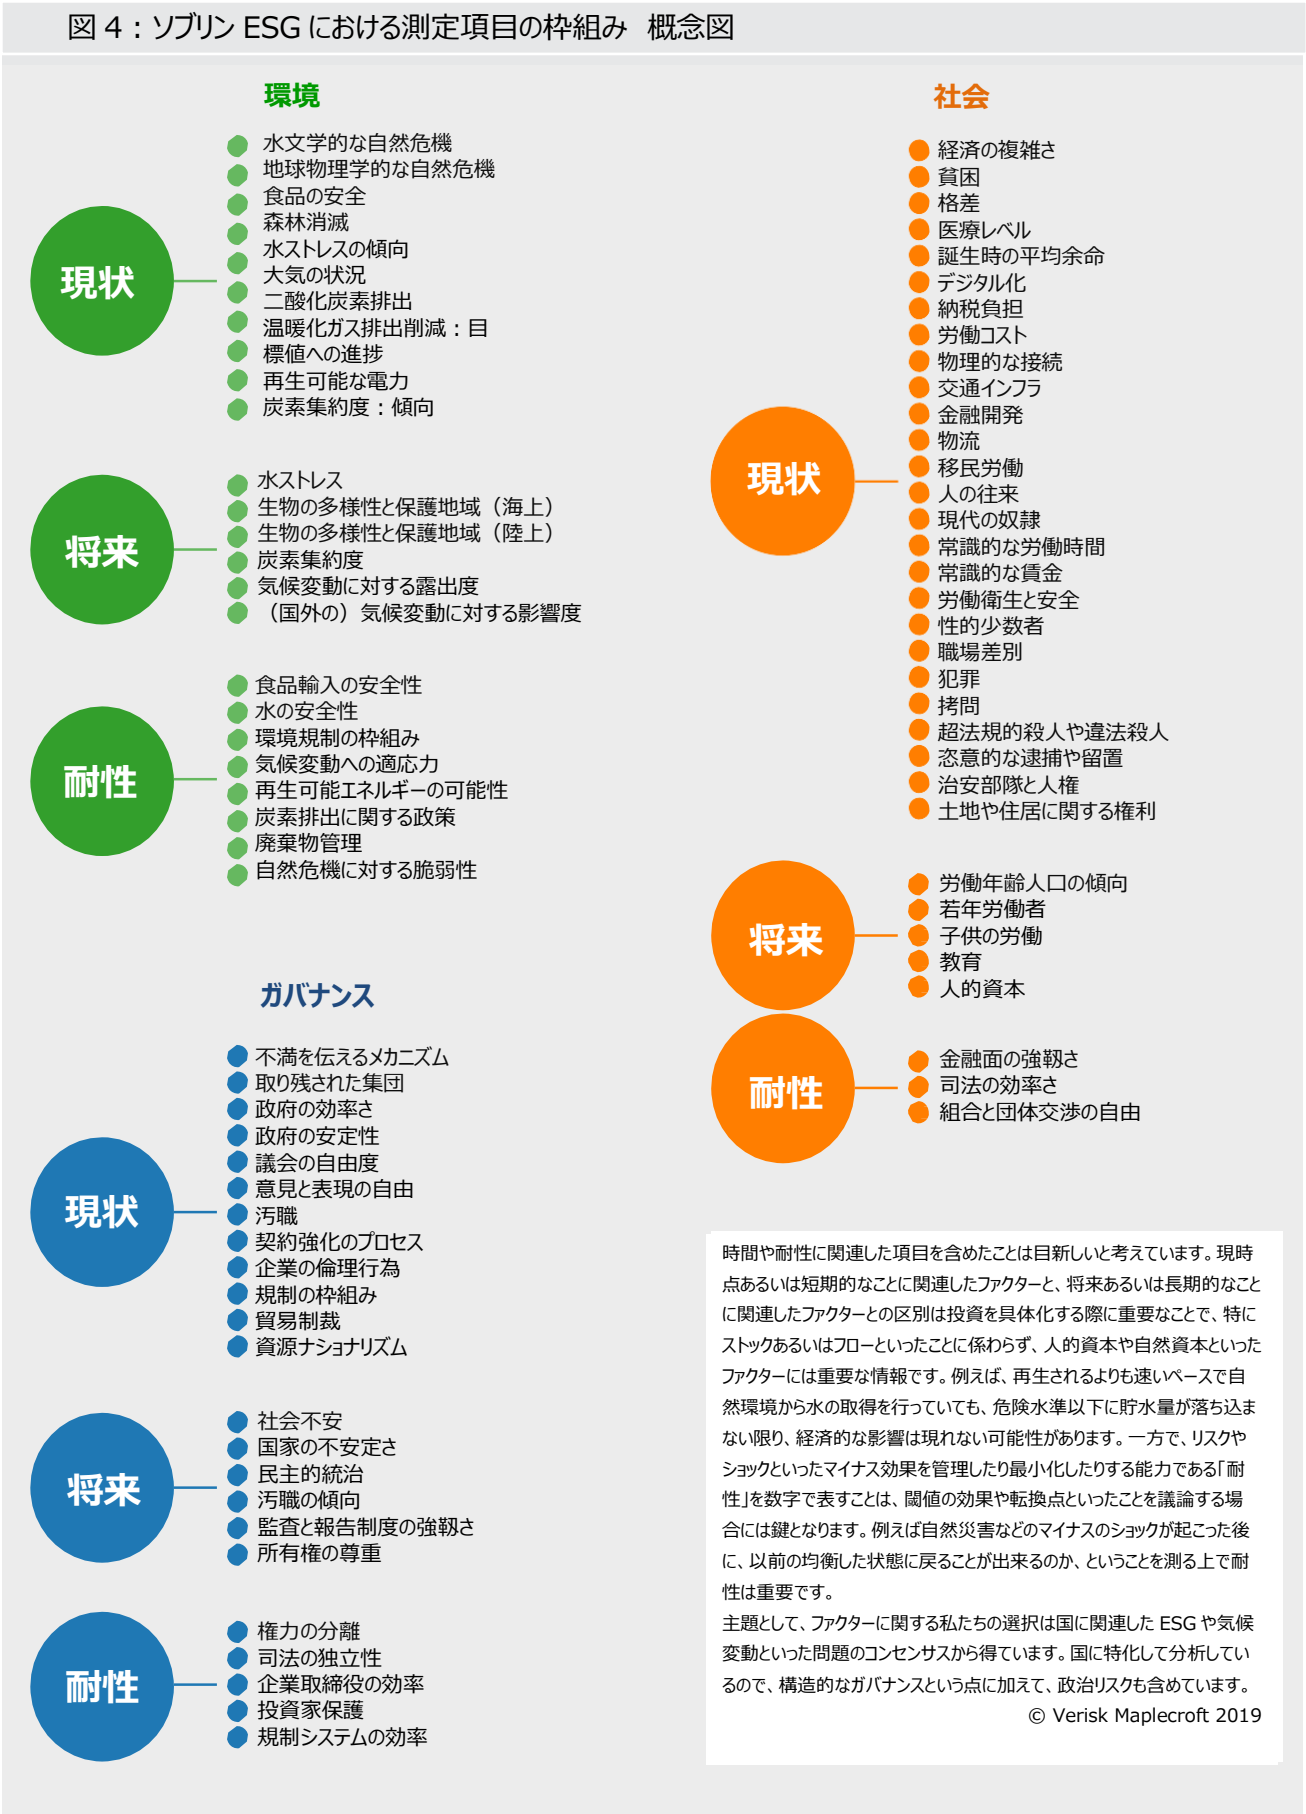 図 4：ソブリン ESG における測定項目の枠組み 概念図
環境
現状
水文学的な自然危機
地球物理学的な自然危機
食品の安全
森林消滅
水ストレスの傾向
大気の状況
二酸化炭素排出
温暖化ガス排出削減：目
標値への進捗
再生可能な電力
炭素集約度：傾向
将来
水ストレス
生物の多様性と保護地域（海上）
生物の多様性と保護地域（陸上）
炭素集約度
気候変動に対する露出度
（国外の）気候変動に対する影響度
耐性
食品輸入の安全性
水の安全性
環境規制の枠組み
気候変動への適応力
再生可能エネルギーの可能性
炭素排出に関する政策
廃棄物管理
自然危機に対する脆弱性
ガバナンス
現状
不満を伝えるメカニズム
取り残された集団
政府の効率さ
政府の安定性
議会の自由度
意見と表現の自由
汚職
契約強化のプロセス
企業の倫理行為
規制の枠組み
貿易制裁
資源ナショナリズム
将来
社会不安
国家の不安定さ
民主的統治
汚職の傾向
監査と報告制度の強靱さ
所有権の尊重
耐性
権力の分離
司法の独立性
企業取締役の効率
投資家保護
規制システムの効率
社会
現状
経済の複雑さ
貧困
格差
医療レベル
誕生時の平均余命
デジタル化
納税負担
労働コスト
物理的な接続
交通インフラ
金融開発
物流
移民労働
人の往来
現代の奴隷
常識的な労働時間
常識的な賃金
労働衛生と安全
性的少数者
職場差別
犯罪
拷問
超法規的殺人や違法殺人
恣意的な逮捕や留置
治安部隊と人権
土地や住居に関する権利
将来
労働年齢人口の傾向
若年労働者
子供の労働
教育
人的資本
耐性
金融面の強靱さ
司法の効率さ
組合と団体交渉の自由
時間や耐性に関連した項目を含めたことは目新しいと考えています。現時
点あるいは短期的なことに関連したファクターと、将来あるいは長期的なこと
に関連したファクターとの区別は投資を具体化する際に重要なことで、特に
ストックあるいはフローといったことに係わらず、人的資本や自然資本といった
ファクターには重要な情報です。例えば、再生されるよりも速いペースで自
然環境から水の取得を行っていても、危険水準以下に貯水量が落ち込ま
ない限り、経済的な影響は現れない可能性があります。一方で、リスクや
ショックといったマイナス効果を管理したり最小化したりする能力である「耐
性」を数字で表すことは、閾値の効果や転換点といったことを議論する場
合には鍵となります。例えば自然災害などのマイナスのショックが起こった後
に、以前の均衡した状態に戻ることが出来るのか、ということを測る上で耐
性は重要です。
主題として、ファクターに関する私たちの選択は国に関連した ESG や気候
変動といった問題のコンセンサスから得ています。国に特化して分析してい
るので、構造的なガバナンスという点に加えて、政治リスクも含めています。
© Verisk Maplecroft 2019